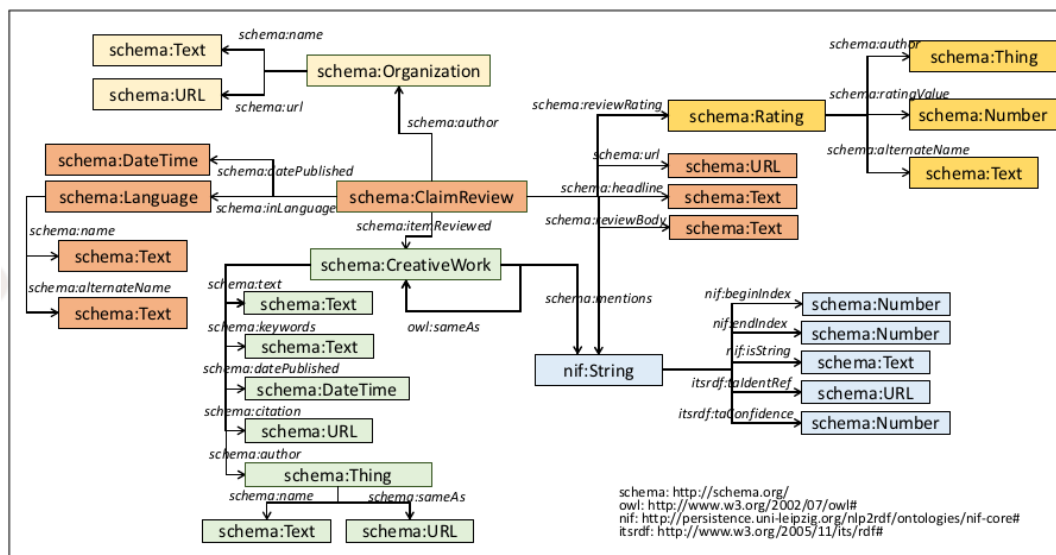 schema:name
schema:author
schema:Text
schema:Organization
schema:Thing
schema:URL
schema:url
schema:reviewRating
schema:ratingValue
schema:Rating
schema:Number
schema:author
schema:DateTime
schema:datePublished
schema:url
schema:URL
schema:alternateName
schema:Text
schema:Language
schema:inLanguage
schema:ClaimReview
schema:headline
schema:Text
schema:itemReviewed
schema:reviewBody
schema:Text
schema:name
schema:Text
schema:CreativeWork
schema:alternateName
schema:Text
schema:text
schema:Text
owl:sameAs
schema:mentions
nif:beginIndex
schema:Number
schema:keywords
schema:Text
nif:endIndex
schema:Number
schema:datePublished
schema:DateTime
nif:String
nif:isString
schema:Text
itsrdf:taIdentRef
schema:URL
schema:citation
schema:URL
itsrdf:taConfidence
schema:Number
schema:author
schema:Thing
schema:name
schema:sameAs
schema:Text
schema:URL
schema: http://schema.org/
owl: http://www.w3.org/2002/07/owl#
nif: http://persistence.uni-leipzig.org/nlp2rdf/ontologies/nif-core#
itsrdf: http://www.w3.org/2005/11/its/rdf#